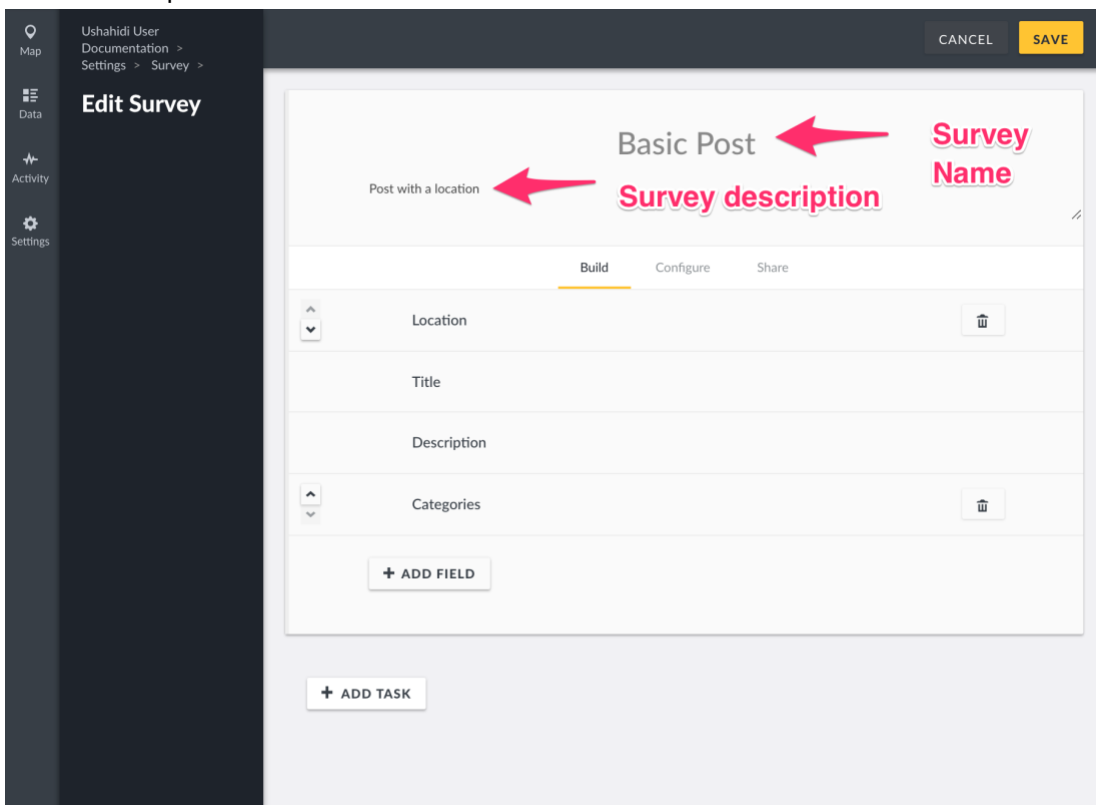 Map
Data
Activity
Settings
Ushahidi User
Documentation >
Settings > Survey >
Edit Survey
CANCEL
SAVE
Basic Post
Survey
Name
Post with a location
Survey description
Build Configure Share
Location
Title
Description
Categories
+ ADD FIELD
+ ADD TASK